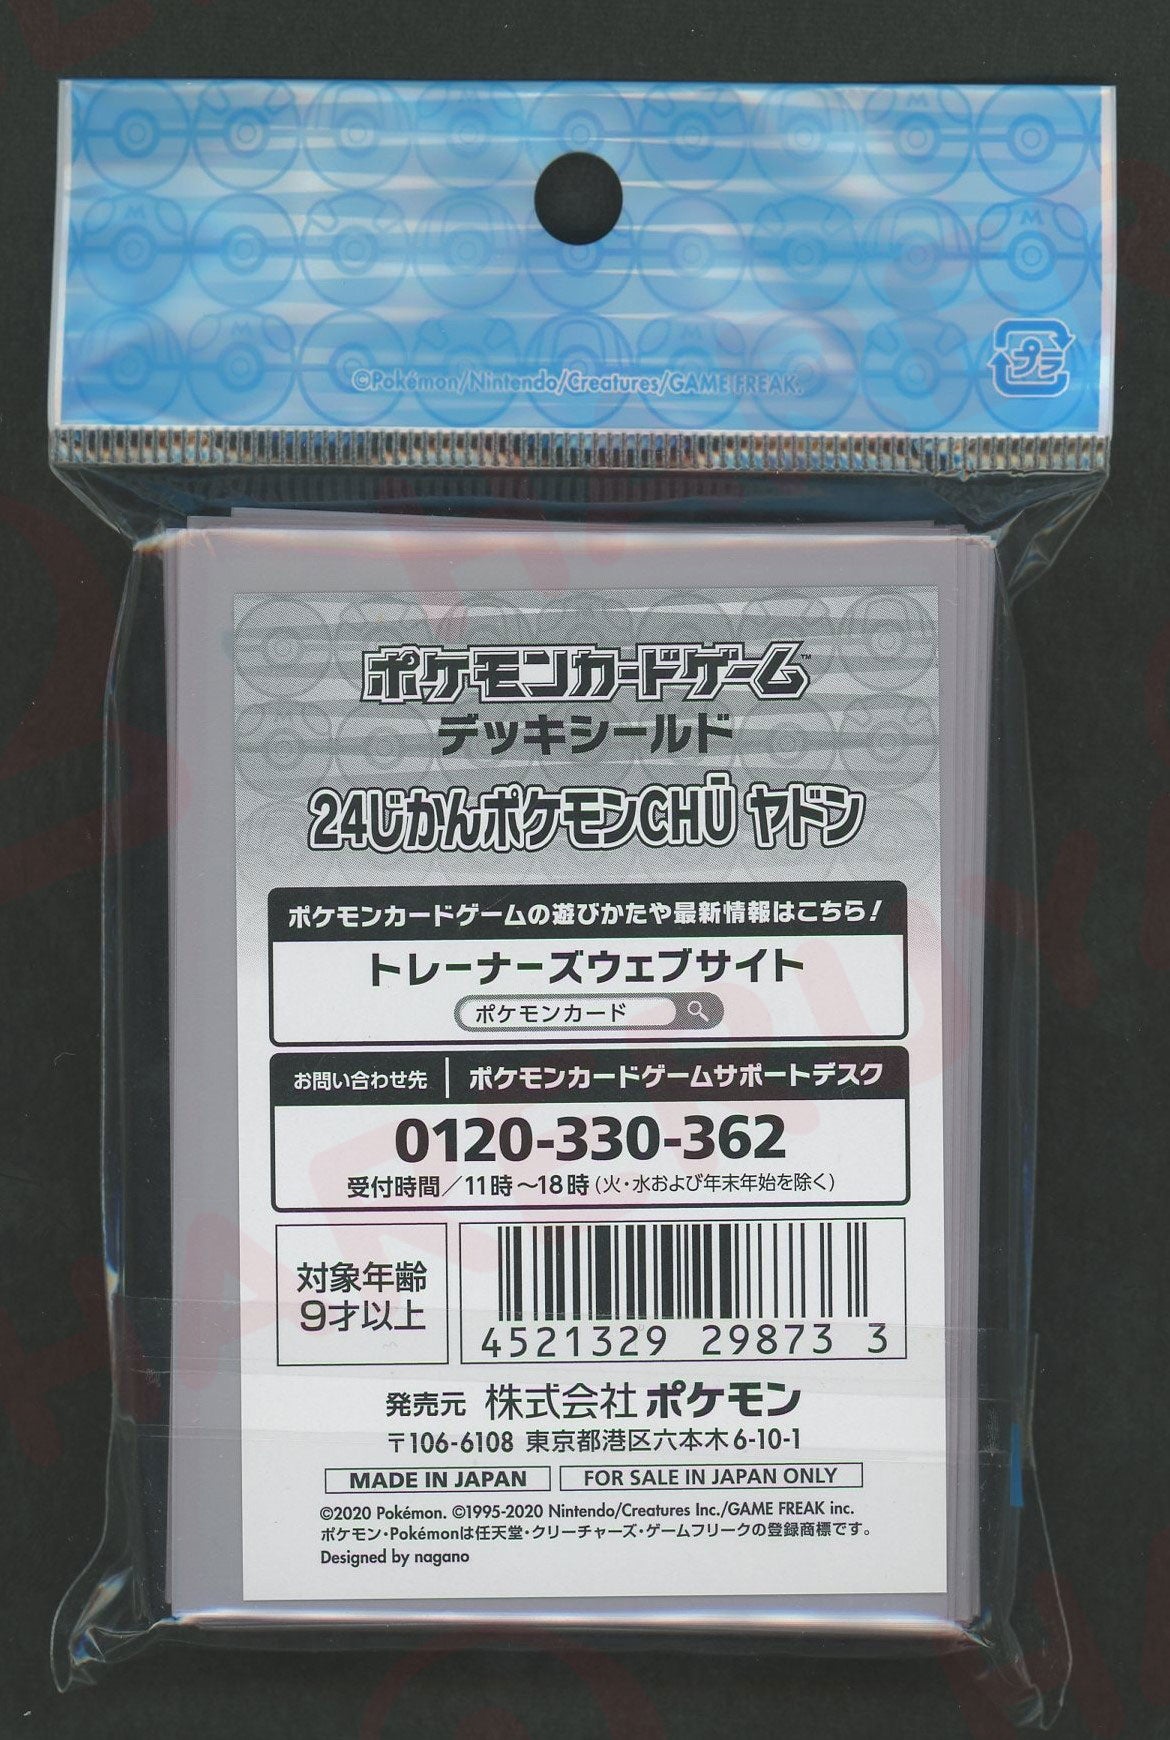 ©Pokémon/Nintendo/Creatures/GAME FREAK.
プラ
ポケモンカードゲーム™
デッキシールド
24じかんポケモンCHŪ ヤドン
ポケモンカードゲームの遊びかたや最新情報はこちら！
トレーナーズウェブサイト
ポケモンカード
お問い合わせ先 ポケモンカードゲームサポートデスク
0120-330-362
受付時間／11時～18時(火・水および年末年始を除く)
対象年齢
9才以上
4521329 29873 3
発売元 株式会社ポケモン
〒106-6108 東京都港区六本木6-10-1
MADE IN JAPAN FOR SALE IN JAPAN ONLY
©2020 Pokémon. ©1995-2020 Nintendo/Creatures Inc./GAME FREAK inc.
ポケモン・Pokémonは任天堂・クリーチャーズ・ゲームフリークの登録商標です。
Designed by nagano